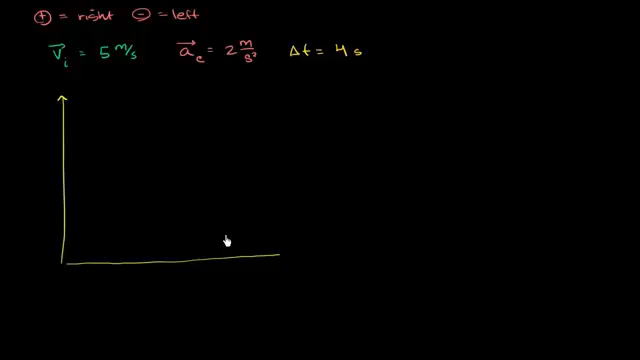 ⊕ = right ⊖ = left
v⃗ᵢ = 5 m/s a⃗c = 2 m/s² Δt = 4 s